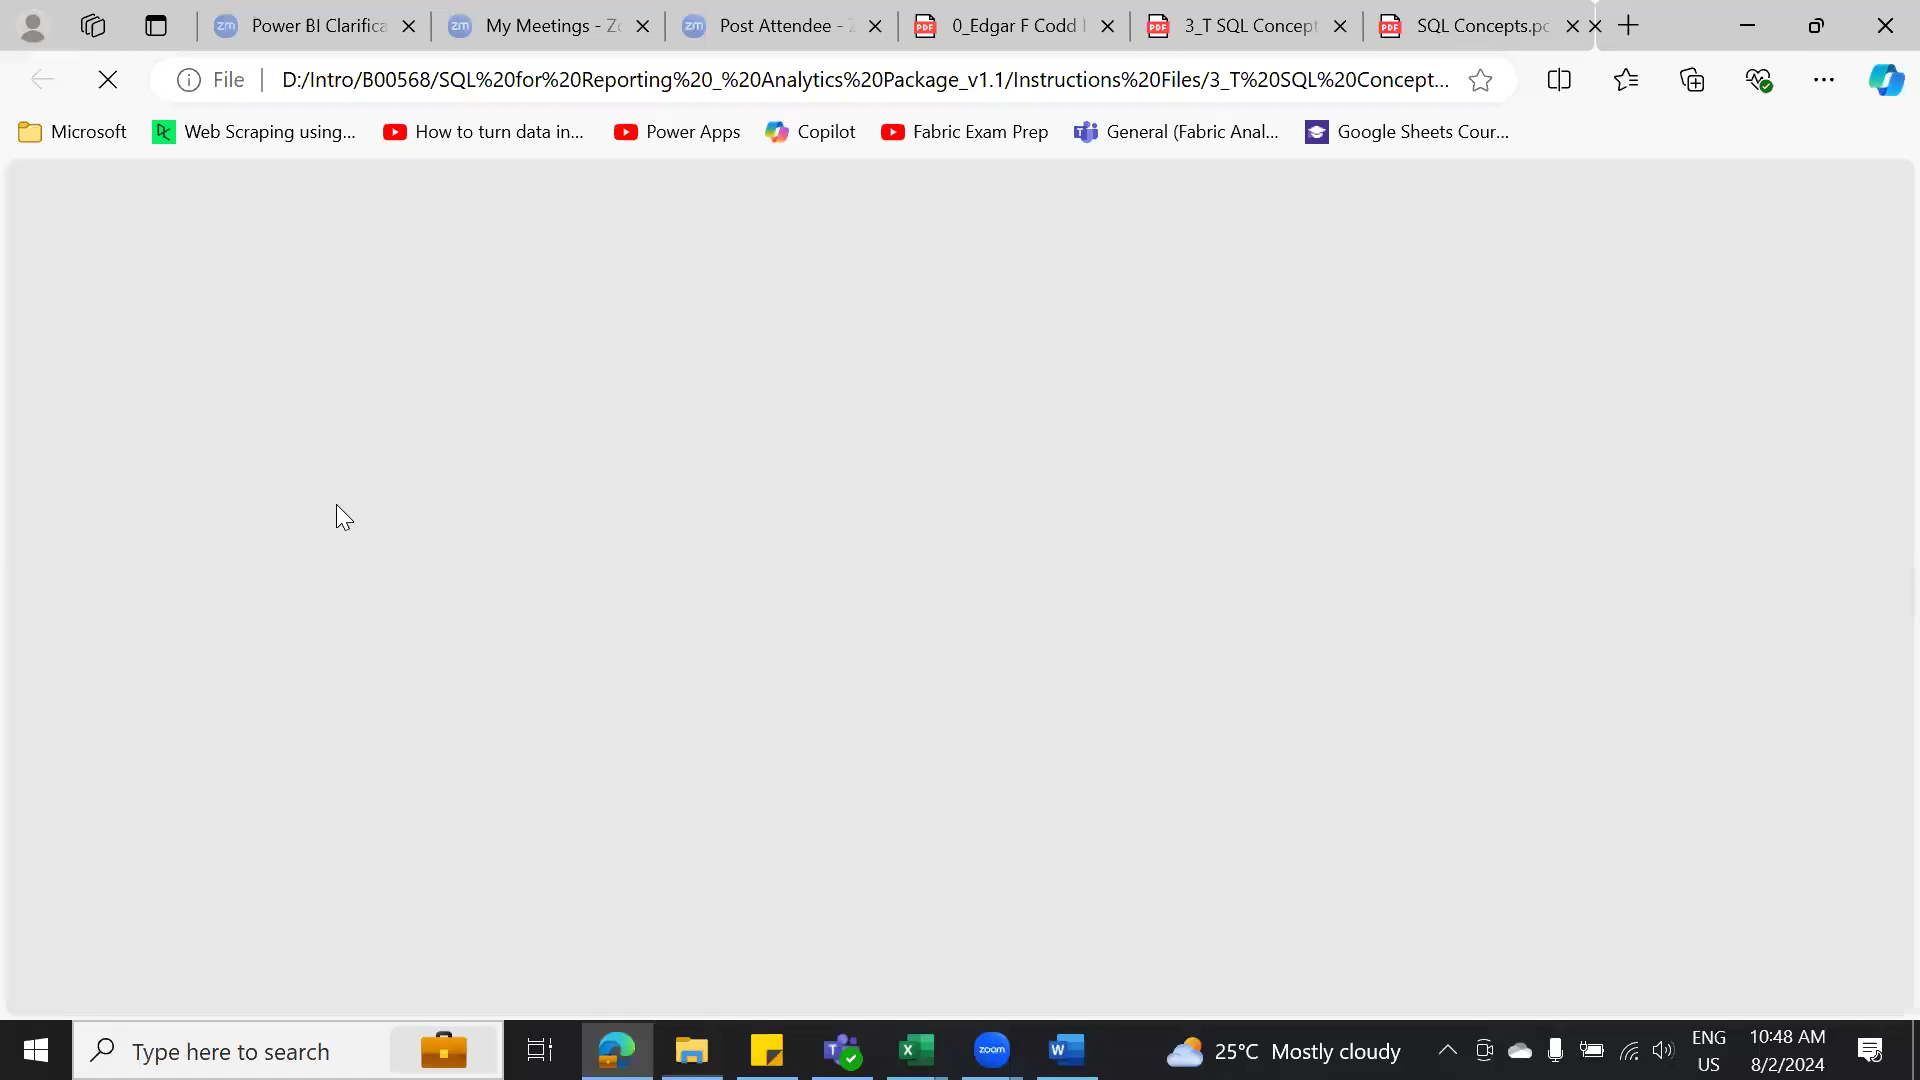 Power BI Clarifica
My Meetings - Zo
Post Attendee - Z
0_Edgar F Codd
3_T SQL Concept
SQL Concepts.pd
File
D:/Intro/B00568/SQL%20for%20Reporting%20_%20Analytics%20Package_v1.1/Instructions%20Files/3_T%20SQL%20Concept...
Microsoft
Web Scraping using...
How to turn data in...
Power Apps
Copilot
Fabric Exam Prep
General (Fabric Anal...
Google Sheets Cour...
Type here to search
25°C Mostly cloudy
ENG
US
10:48 AM
8/2/2024